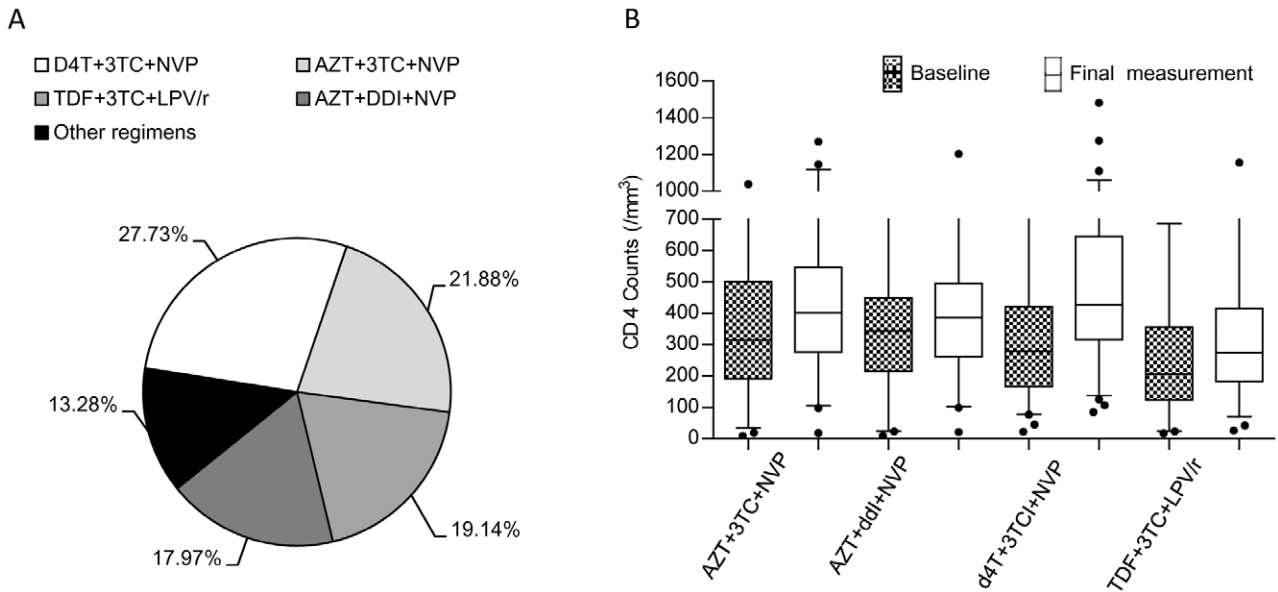 A
D4T+3TC+NVP
AZT+3TC+NVP
TDF+3TC+LPV/r
AZT+DDI+NVP
Other regimens
27.73%
21.88%
13.28%
19.14%
17.97%
B
Baseline
Final measurement
CD4 Counts (/mm³)
1600
1400
1200
1000
700
600
500
400
300
200
100
0
AZT+3TC+NVP
AZT+ddI+NVP
d4T+3TCI+NVP
TDF+3TC+LPV/r